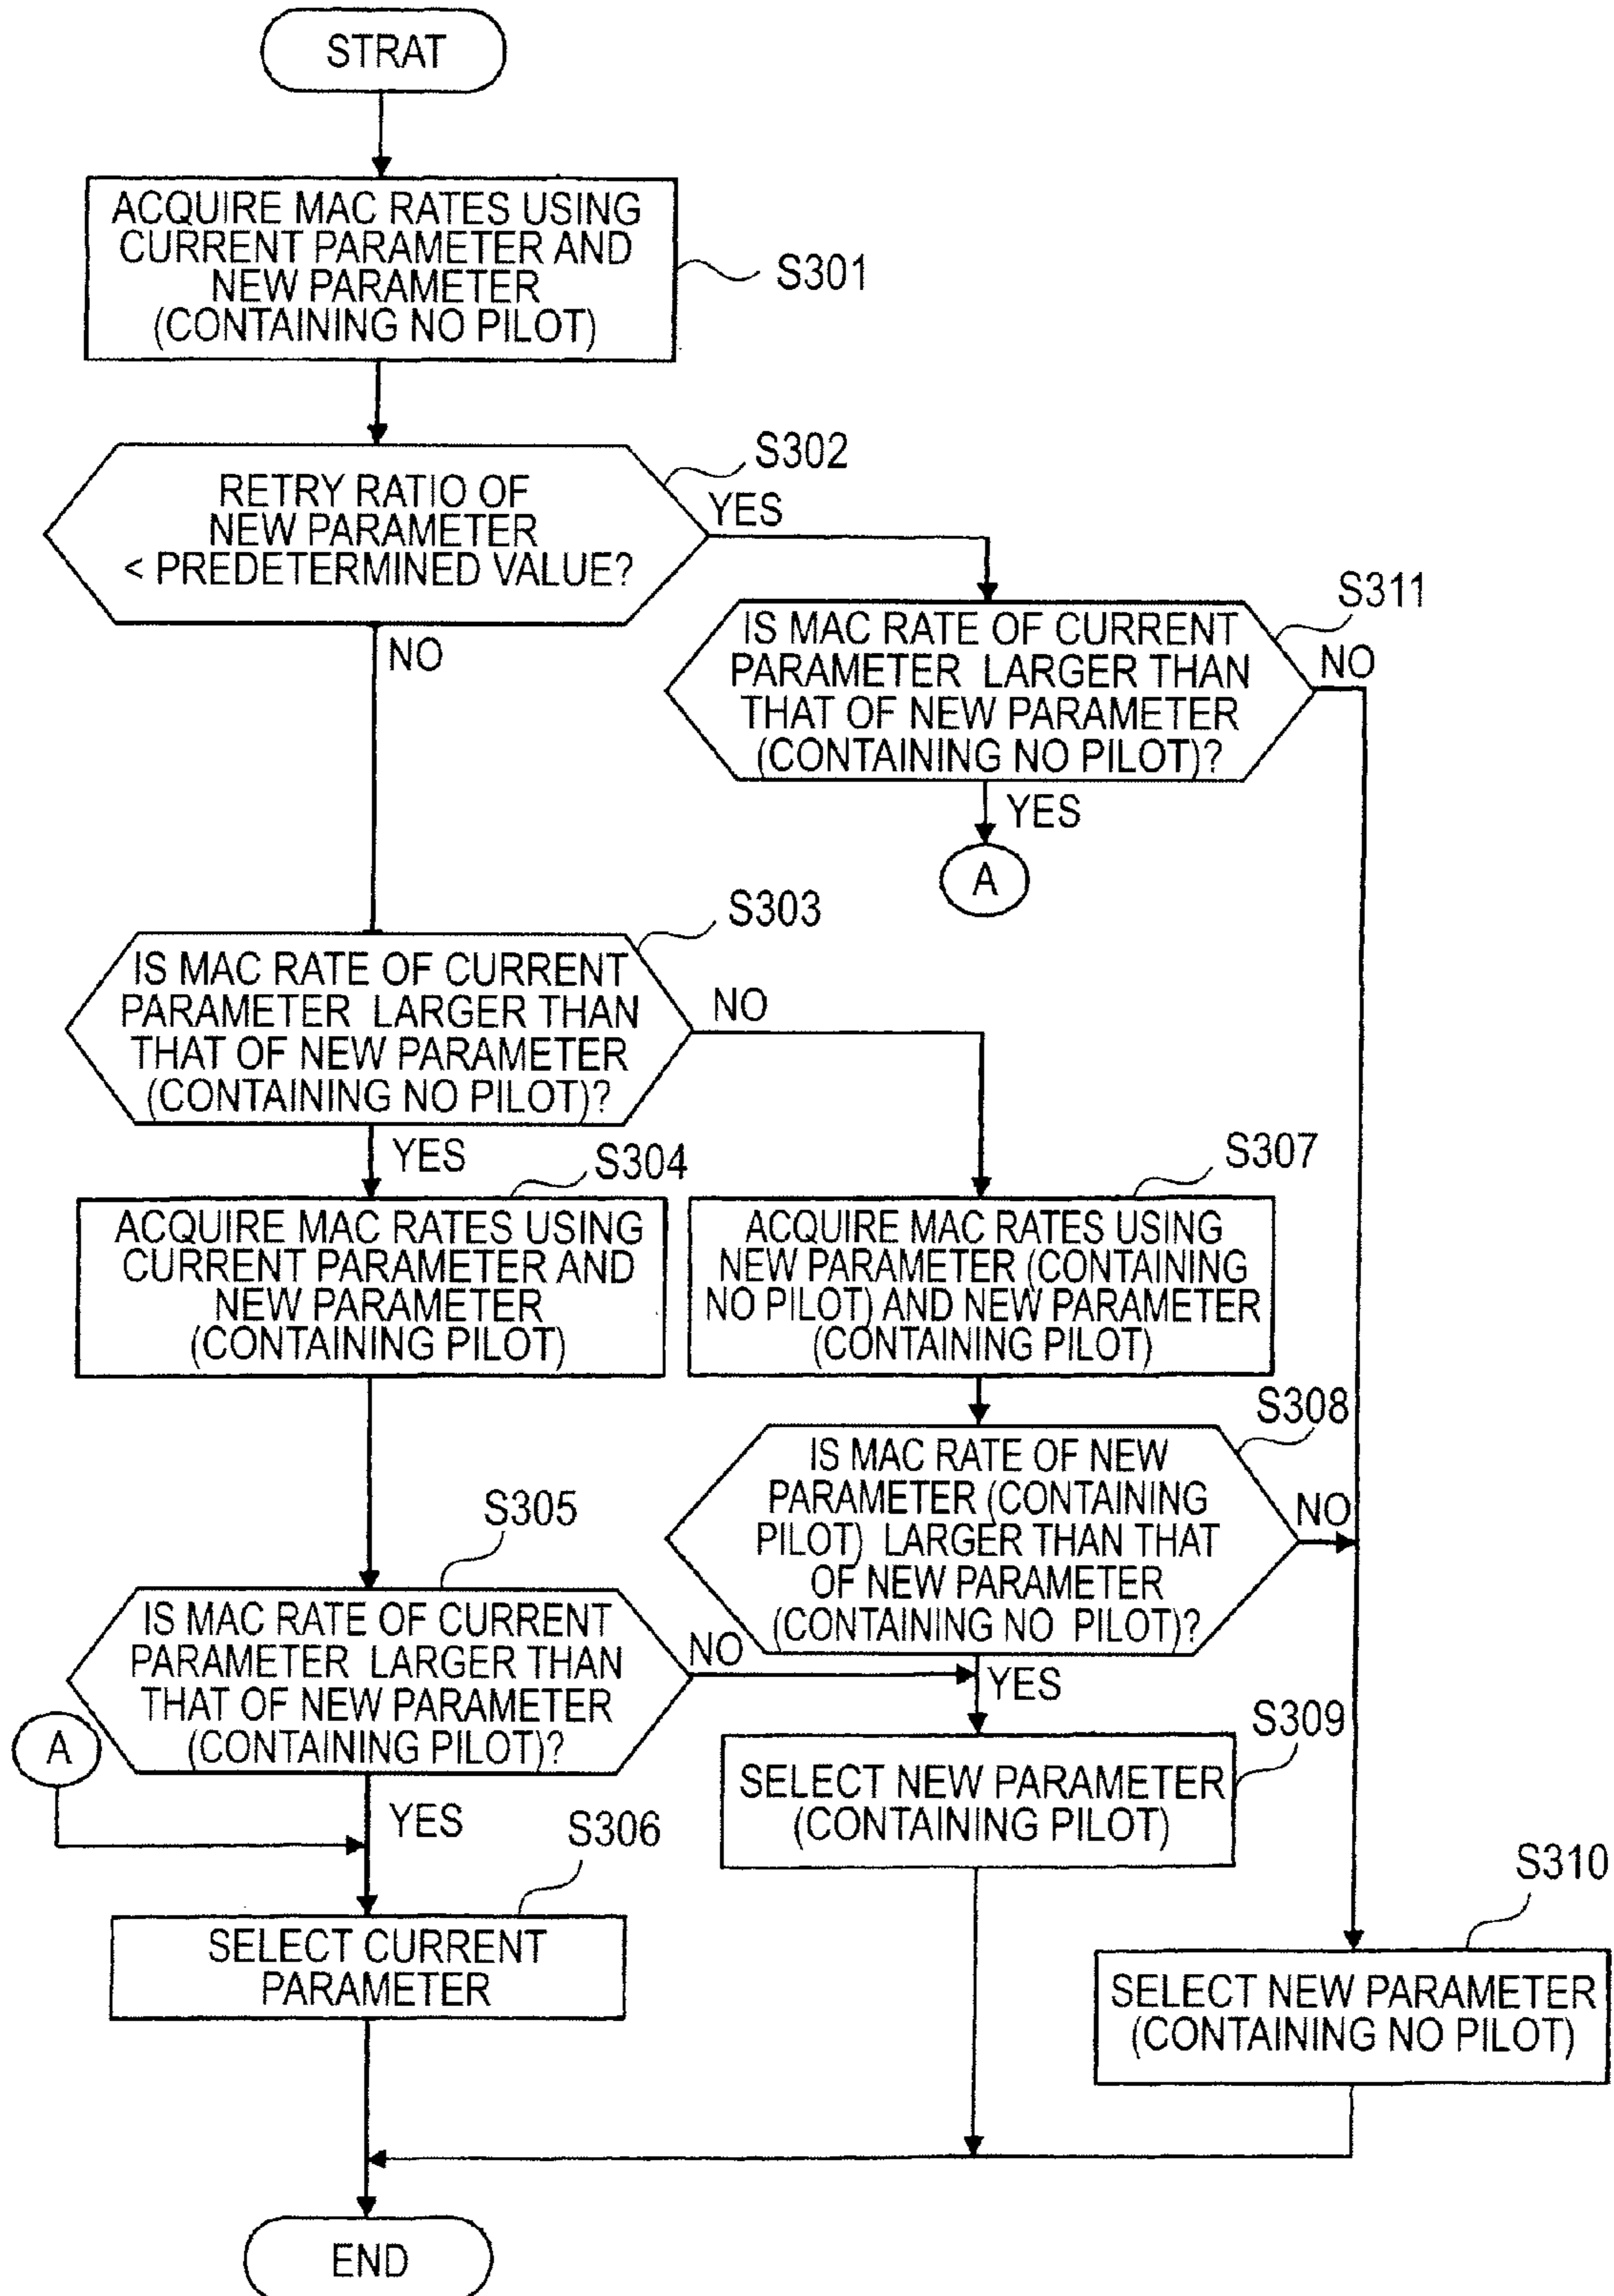 STRAT
ACQUIRE MAC RATES USING
CURRENT PARAMETER AND
NEW PARAMETER
(CONTAINING NO PILOT)
S301
RETRY RATIO OF
NEW PARAMETER
< PREDETERMINED VALUE?
S302
YES
NO
IS MAC RATE OF CURRENT
PARAMETER LARGER THAN
THAT OF NEW PARAMETER
(CONTAINING NO PILOT)?
S311
NO
YES
A
S303
IS MAC RATE OF CURRENT
PARAMETER LARGER THAN
THAT OF NEW PARAMETER
(CONTAINING NO PILOT)?
NO
YES
S304
ACQUIRE MAC RATES USING
CURRENT PARAMETER AND
NEW PARAMETER
(CONTAINING PILOT)
S307
ACQUIRE MAC RATES USING
NEW PARAMETER (CONTAINING
NO PILOT) AND NEW PARAMETER
(CONTAINING PILOT)
S308
IS MAC RATE OF NEW
PARAMETER (CONTAINING
PILOT) LARGER THAN THAT
OF NEW PARAMETER
(CONTAINING NO PILOT)?
NO
YES
S305
IS MAC RATE OF CURRENT
PARAMETER LARGER THAN
THAT OF NEW PARAMETER
(CONTAINING PILOT)?
NO
A
YES
S309
SELECT NEW PARAMETER
(CONTAINING PILOT)
S306
SELECT CURRENT
PARAMETER
S310
SELECT NEW PARAMETER
(CONTAINING NO PILOT)
END